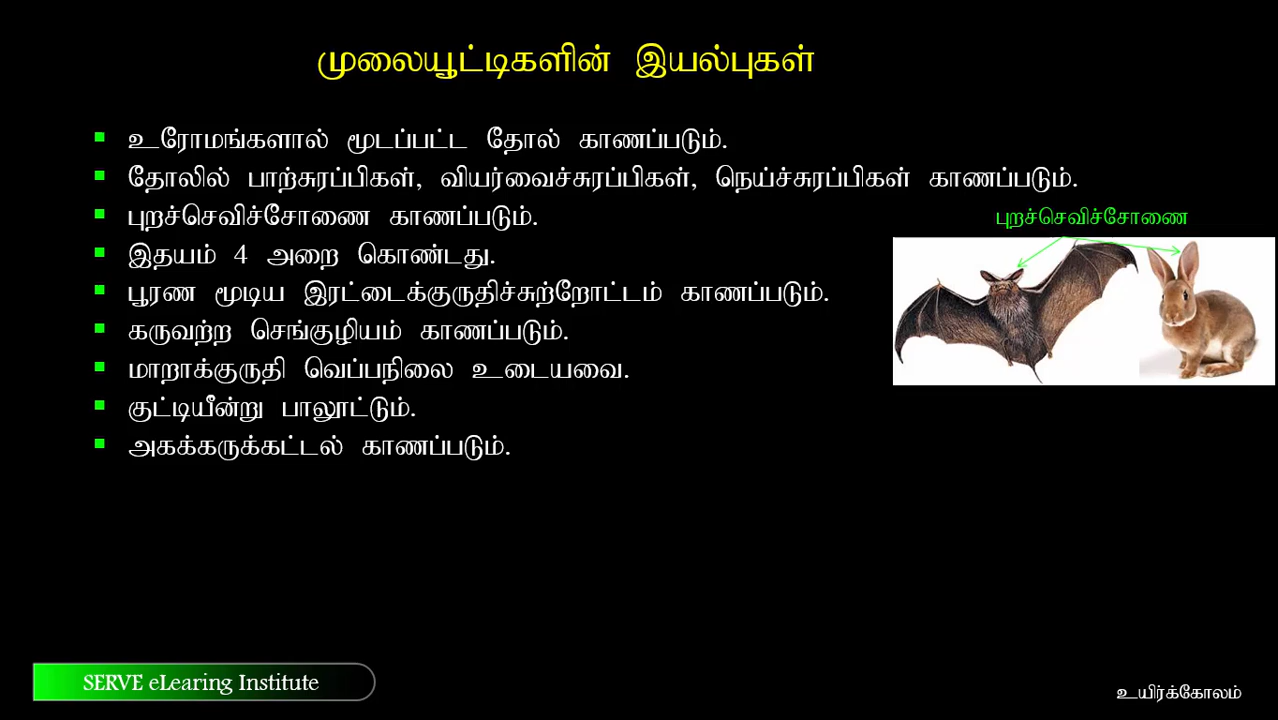 முலையூட்டிகளின் இயல்புகள்
உரோமங்களால் மூடப்பட்ட தோல் காணப்படும்.
தோலில் பாற்சுரப்பிகள், வியர்வைச்சுரப்பிகள், நெய்ச்சுரப்பிகள் காணப்படும்.
புறச்செவிச்சோணை காணப்படும்.
புறச்செவிச்சோணை
இதயம் 4 அறை கொண்டது.
பூரண மூடிய இரட்டைக்குருதிச்சுற்றோட்டம் காணப்படும்.
கருவற்ற செங்குழியம் காணப்படும்.
மாறாக்குருதி வெப்பநிலை உடையவை.
குட்டியீன்று பாலூட்டும்.
அகக்கருக்கட்டல் காணப்படும்.
SERVE eLearing Institute
உயிர்க்கோலம்